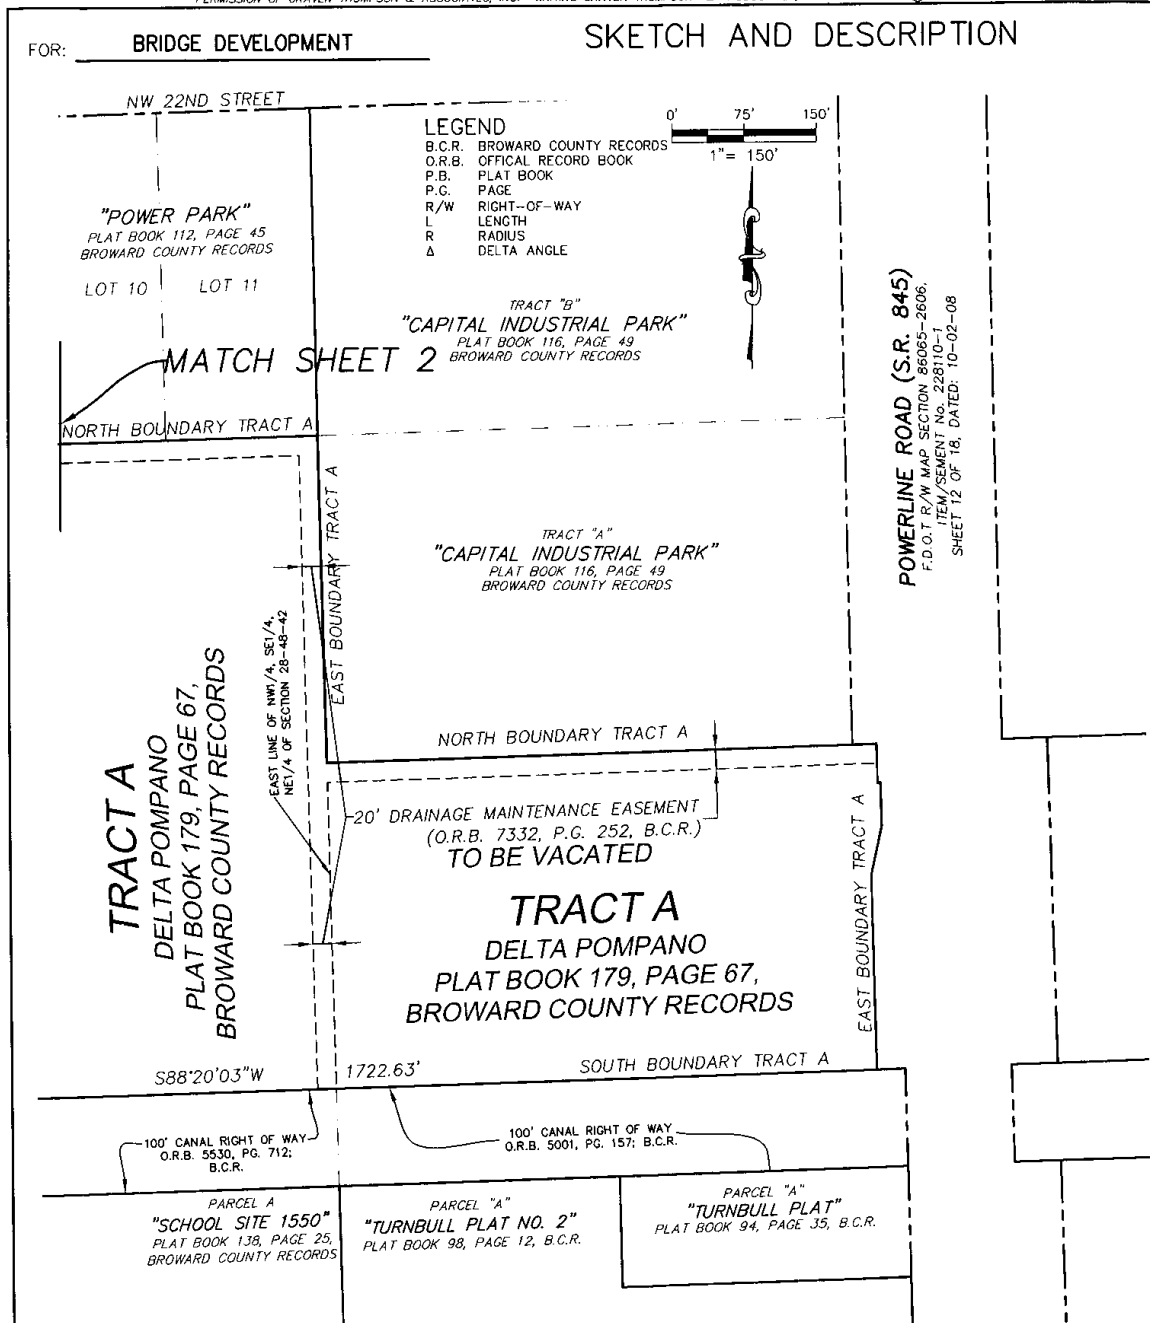 FOR: BRIDGE DEVELOPMENT
SKETCH AND DESCRIPTION
NW 22ND STREET
LEGEND
B.C.R. BROWARD COUNTY RECORDS
O.R.B. OFFICAL RECORD BOOK
P.B. PLAT BOOK
P.G. PAGE
R/W RIGHT-OF-WAY
L LENGTH
R RADIUS
Δ DELTA ANGLE
0' 75' 150'
1"= 150'
"POWER PARK"
PLAT BOOK 112, PAGE 45
BROWARD COUNTY RECORDS
LOT 10 LOT 11
TRACT "B"
"CAPITAL INDUSTRIAL PARK"
PLAT BOOK 116, PAGE 49
BROWARD COUNTY RECORDS
MATCH SHEET 2
POWERLINE ROAD (S.R. 845)
F.D.O.T R/W MAP SECTION 86065-2606,
ITEM/SEMENT No. 228110-1
SHEET 12 OF 18, DATED: 10-02-08
NORTH BOUNDARY TRACT A
EAST BOUNDARY TRACT A
TRACT "A"
"CAPITAL INDUSTRIAL PARK"
PLAT BOOK 116, PAGE 49
BROWARD COUNTY RECORDS
EAST LINE OF NW1/4, SE1/4,
NE1/4 OF SECTION 28-48-42
TRACT A
DELTA POMPANO
PLAT BOOK 179, PAGE 67,
BROWARD COUNTY RECORDS
NORTH BOUNDARY TRACT A
20' DRAINAGE MAINTENANCE EASEMENT
(O.R.B. 7332, P.G. 252, B.C.R.)
TO BE VACATED
TRACT A
DELTA POMPANO
PLAT BOOK 179, PAGE 67,
BROWARD COUNTY RECORDS
EAST BOUNDARY TRACT A
S88°20'03"W 1722.63' SOUTH BOUNDARY TRACT A
100' CANAL RIGHT OF WAY
O.R.B. 5530, PG. 712;
B.C.R.
100' CANAL RIGHT OF WAY
O.R.B. 5001, PG. 157; B.C.R.
PARCEL A
"SCHOOL SITE 1550"
PLAT BOOK 138, PAGE 25,
BROWARD COUNTY RECORDS
PARCEL "A"
"TURNBULL PLAT NO. 2"
PLAT BOOK 98, PAGE 12, B.C.R.
PARCEL "A"
"TURNBULL PLAT"
PLAT BOOK 94, PAGE 35, B.C.R.